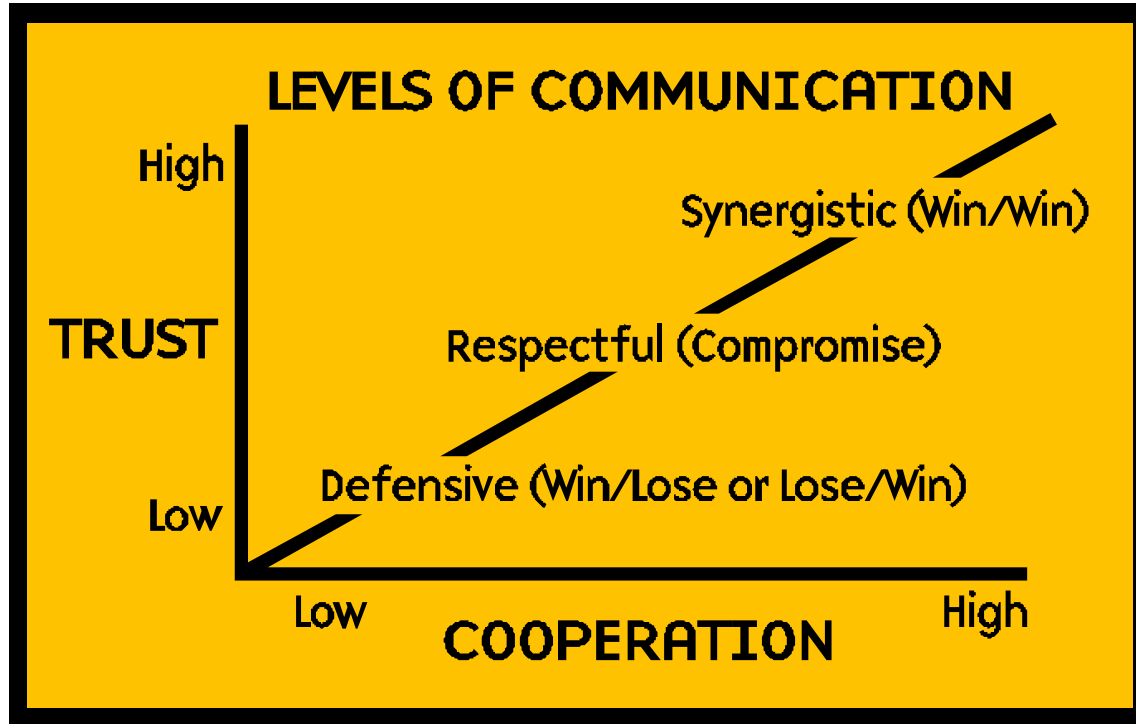 LEVELS OF COMMUNICATION
High
Synergistic (Win/Win)
TRUST
Respectful (Compromise)
Defensive (Win/Lose or Lose/Win)
Low
Low
High
COOPERATION